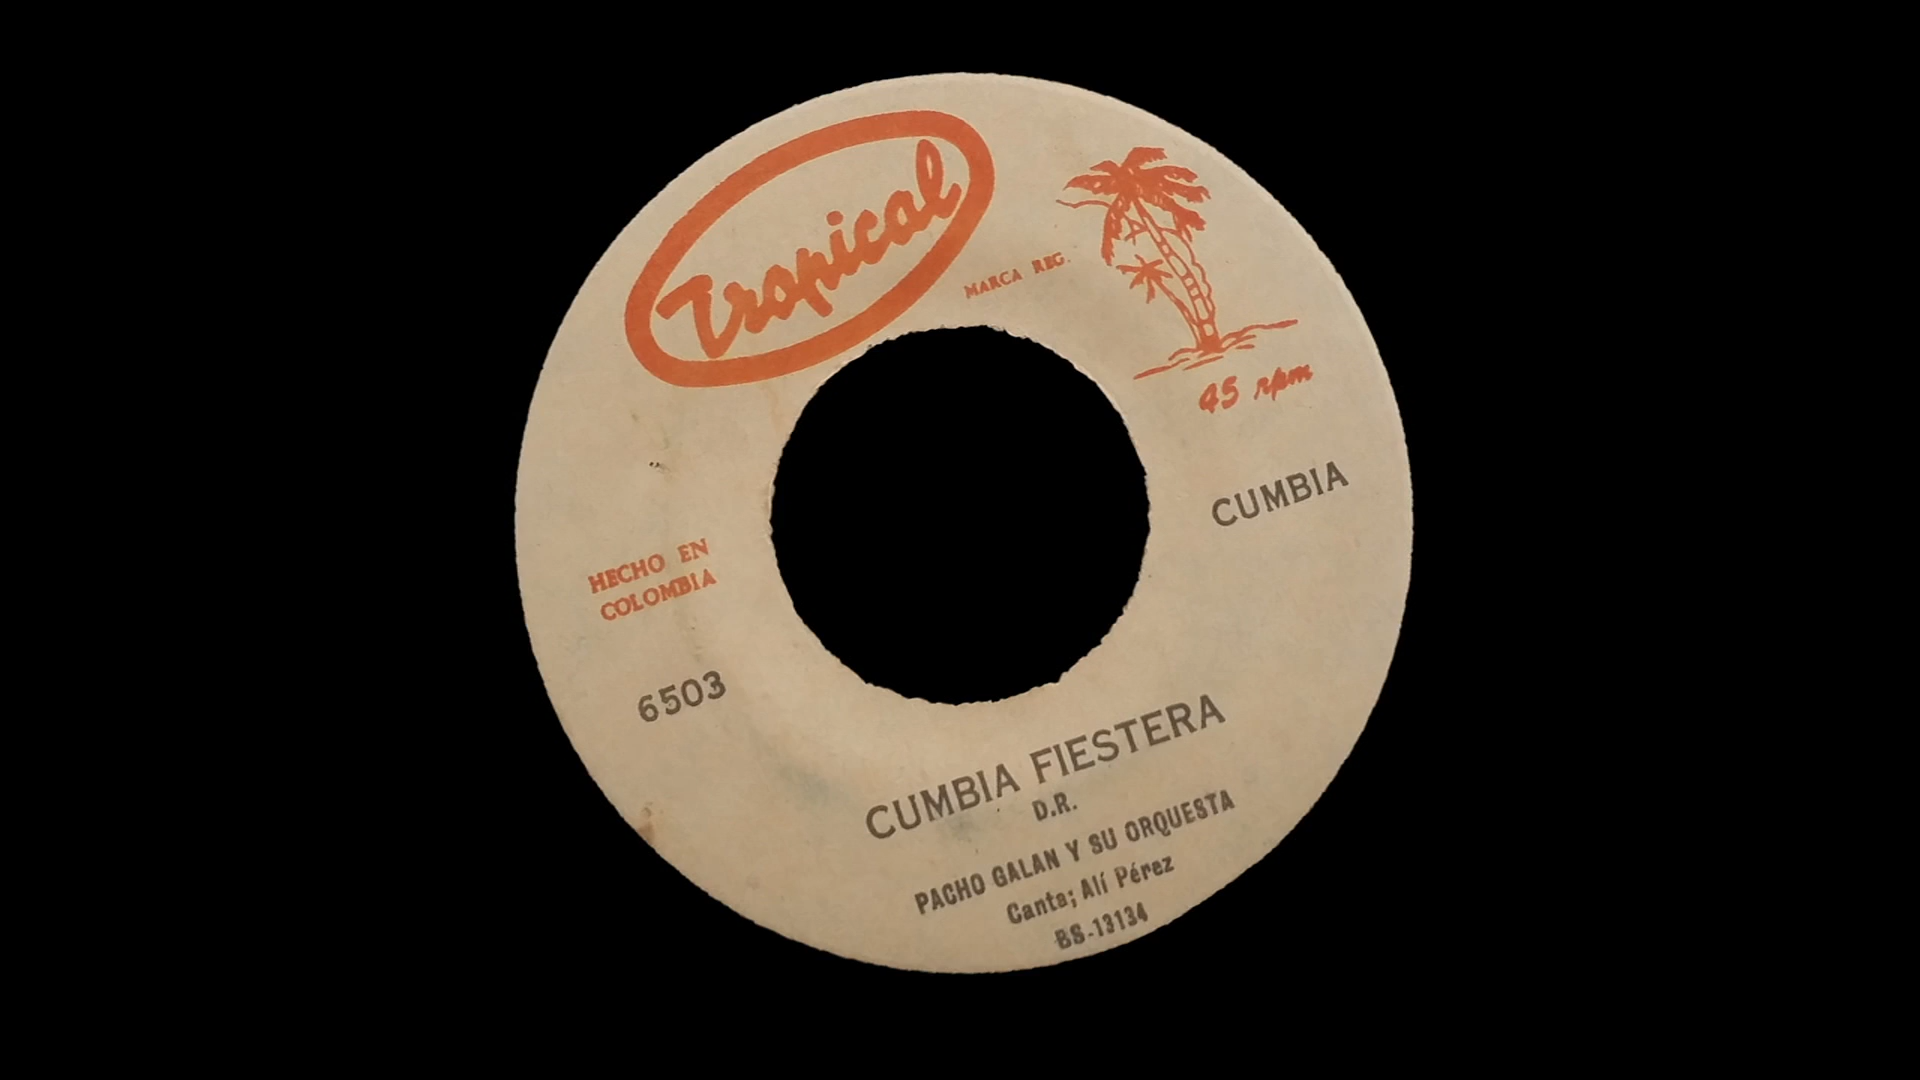 Tropical
MARCA REG.
45 rpm
CUMBIA
HECHO EN
COLOMBIA
6503
CUMBIA FIESTERA
D.R.
PACHO GALAN Y SU ORQUESTA
Canta; Alí Pérez
BS-13134